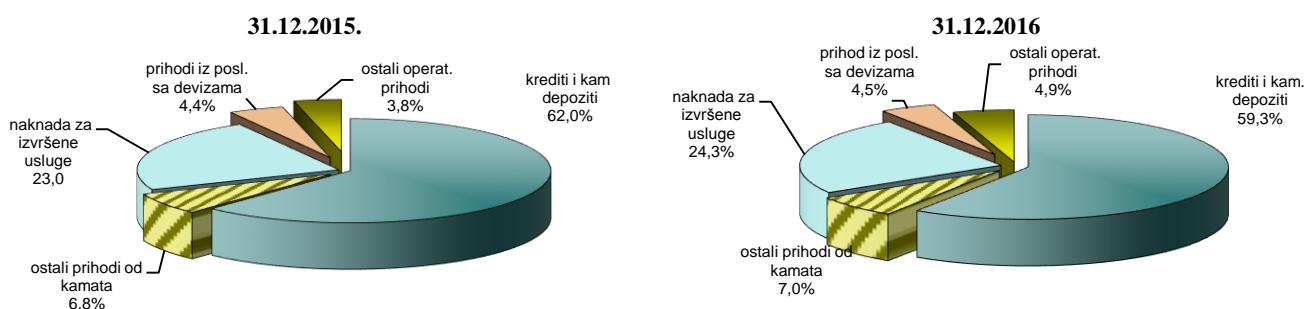 31.12.2015.
prihodi iz posl.
sa devizama
4,4%
ostali operat.
prihodi
3,8%
krediti i kam
depoziti
62,0%
naknada za
izvršene
usluge
23,0
ostali prihodi od
kamata
6,8%
31.12.2016
prihodi iz posl.
sa devizama
4,5%
ostali operat.
prihodi
4,9%
krediti i kam.
depoziti
59,3%
naknada za
izvršene
usluge
24,3%
ostali prihodi od
kamata
7,0%